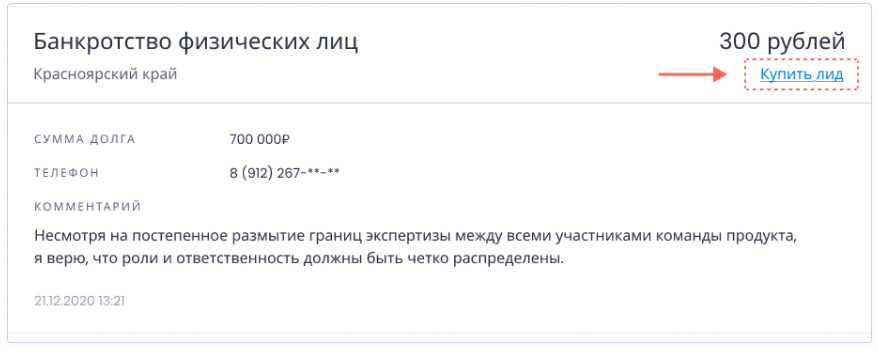 Банкротство физических лиц
300 рублей
Красноярский край
Купить лид
СУММА ДОЛГА
700 000₽
ТЕЛЕФОН
8 (912) 267-**-**
КОММЕНТАРИЙ
Несмотря на постепенное размытие границ экспертизы между всеми участниками команды продукта,
я верю, что роли и ответственность должны быть четко распределены.
21.12.2020 13:21